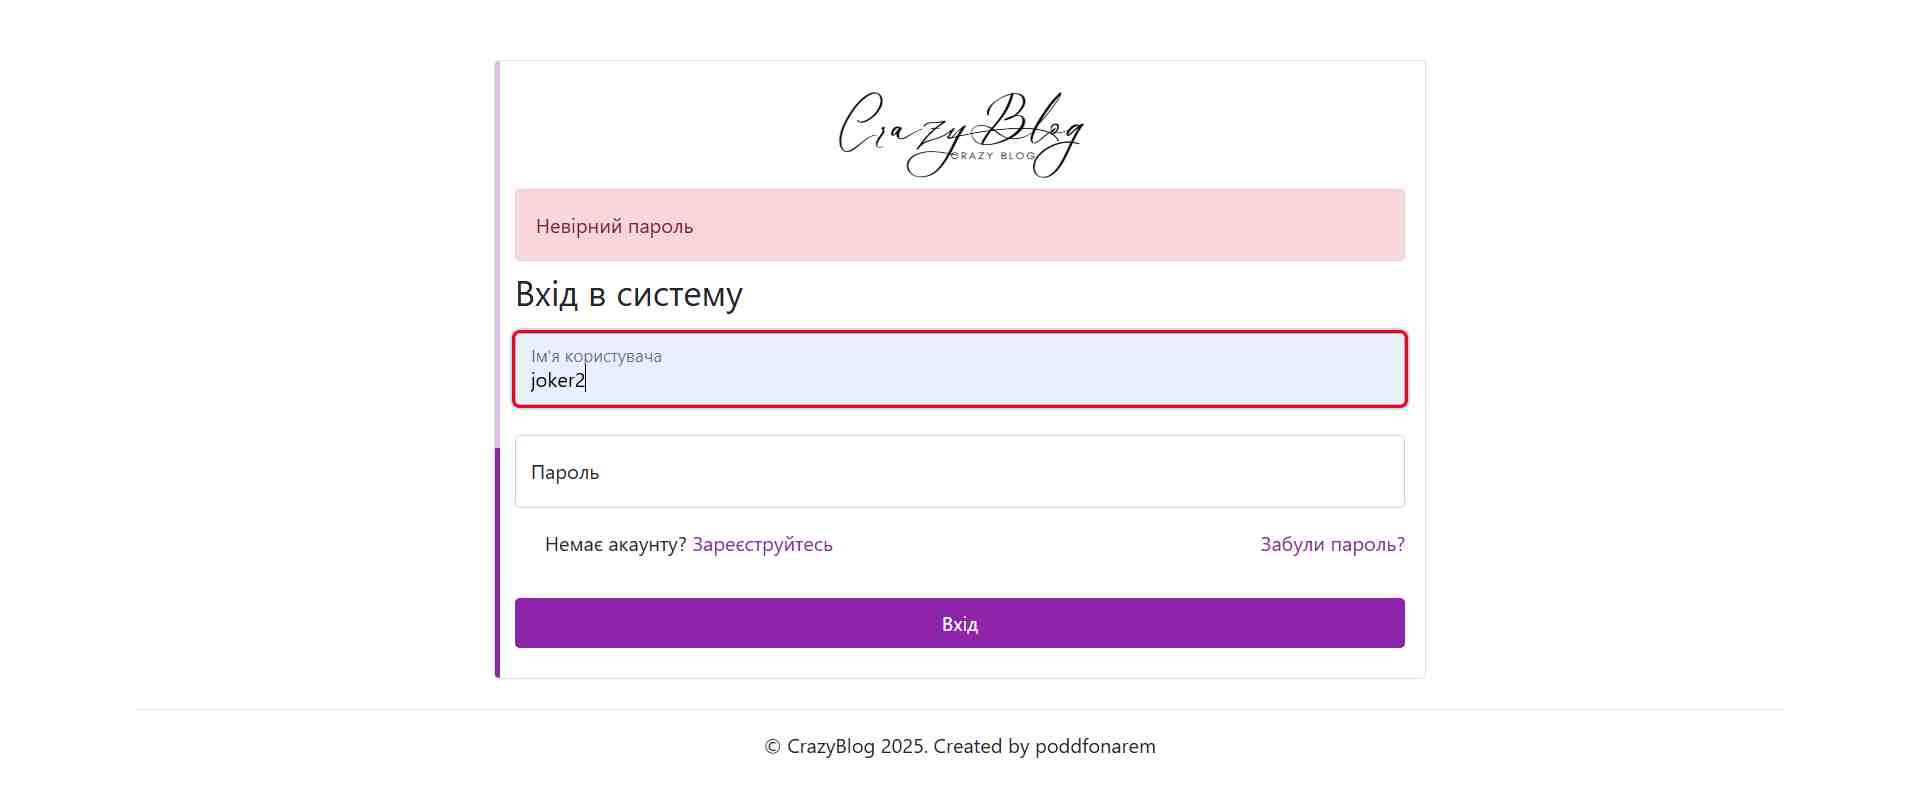 CrazyBlog
CRAZY BLOG
Невірний пароль
Вхід в систему
Ім'я користувача
joker2
Пароль
Немає акаунту? Зареєструйтесь
Забули пароль?
Вхід
© CrazyBlog 2025. Created by poddfonarem